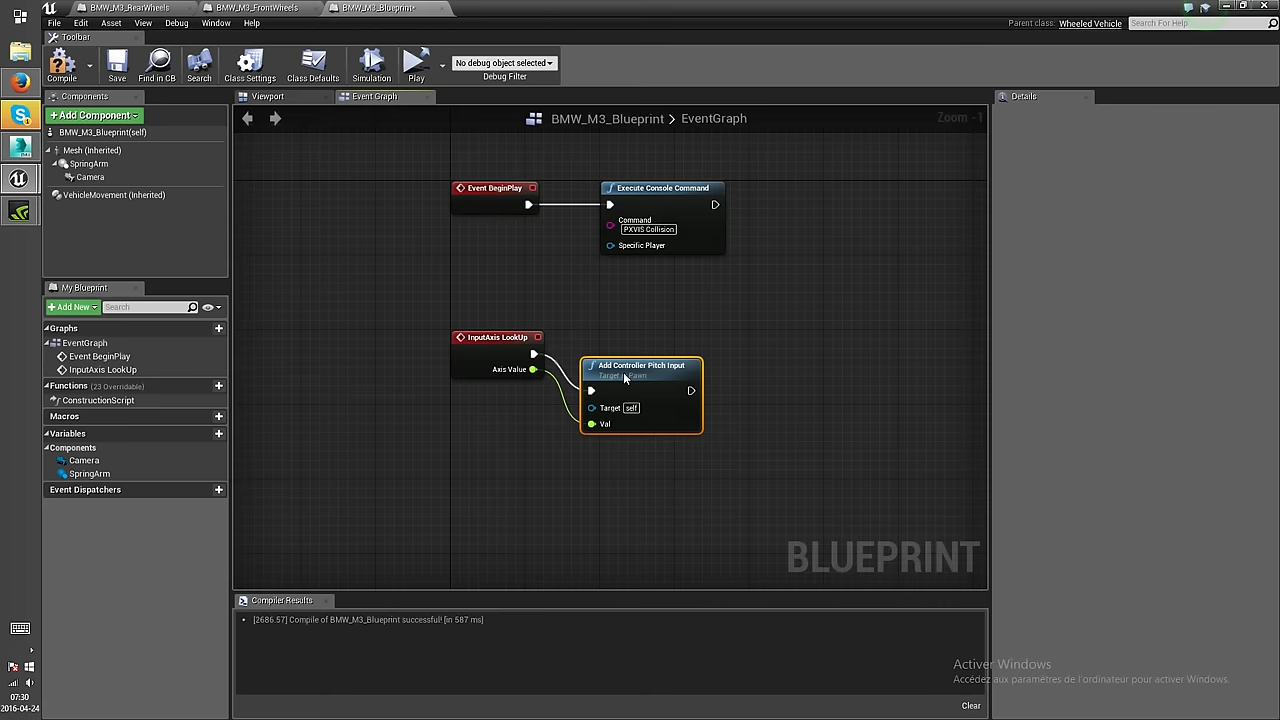 BMW_M3_RearWheels
BMW_M3_FrontWheels
BMW_M3_Blueprint*
File Edit Asset View Debug Window Help
Parent class: Wheeled Vehicle
Search For Help
Toolbar
Compile
Save
Find in CB
Search
Class Settings
Class Defaults
Simulation
Play
No debug object selected
Debug Filter
Components
+ Add Component
BMW_M3_Blueprint(self)
Mesh (Inherited)
SpringArm
Camera
VehicleMovement (Inherited)
My Blueprint
+ Add New
Search
Graphs
EventGraph
Event BeginPlay
InputAxis LookUp
Functions (23 Overridable)
ConstructionScript
Macros
Variables
Components
Camera
SpringArm
Event Dispatchers
Viewport
Event Graph
BMW_M3_Blueprint > EventGraph
Zoom -1
Event BeginPlay
Execute Console Command
Command
PXVIS Collision
Specific Player
InputAxis LookUp
Axis Value
Add Controller Pitch Input
Target self
Val
BLUEPRINT
Compiler Results
[2686.57] Compile of BMW_M3_Blueprint successful! [in 587 ms]
Clear
Details
Activer Windows
Accédez aux paramètres de l'ordinateur pour activer Windows.
07:30
2016-04-24